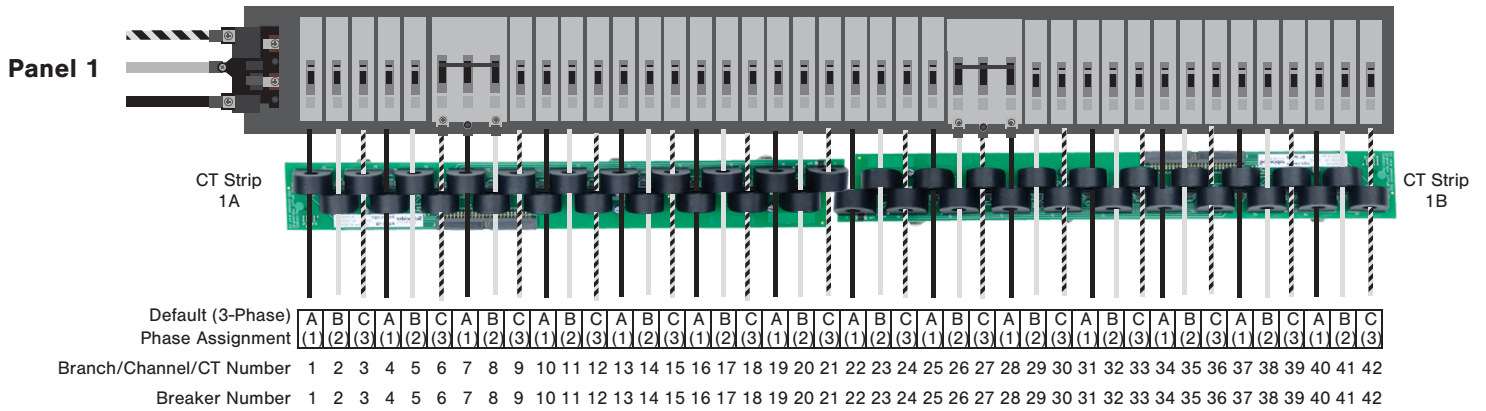 Panel 1
CT Strip
1A
CT Strip
1B
Default (3-Phase) A B C A B C A B C A B C A B C A B C A B C A B C A B C A B C A B C A B C A B C A B C
Phase Assignment (1) (2) (3) (1) (2) (3) (1) (2) (3) (1) (2) (3) (1) (2) (3) (1) (2) (3) (1) (2) (3) (1) (2) (3) (1) (2) (3) (1) (2) (3) (1) (2) (3) (1) (2) (3) (1) (2) (3) (1) (2) (3)
Branch/Channel/CT Number 1 2 3 4 5 6 7 8 9 10 11 12 13 14 15 16 17 18 19 20 21 22 23 24 25 26 27 28 29 30 31 32 33 34 35 36 37 38 39 40 41 42
Breaker Number 1 2 3 4 5 6 7 8 9 10 11 12 13 14 15 16 17 18 19 20 21 22 23 24 25 26 27 28 29 30 31 32 33 34 35 36 37 38 39 40 41 42